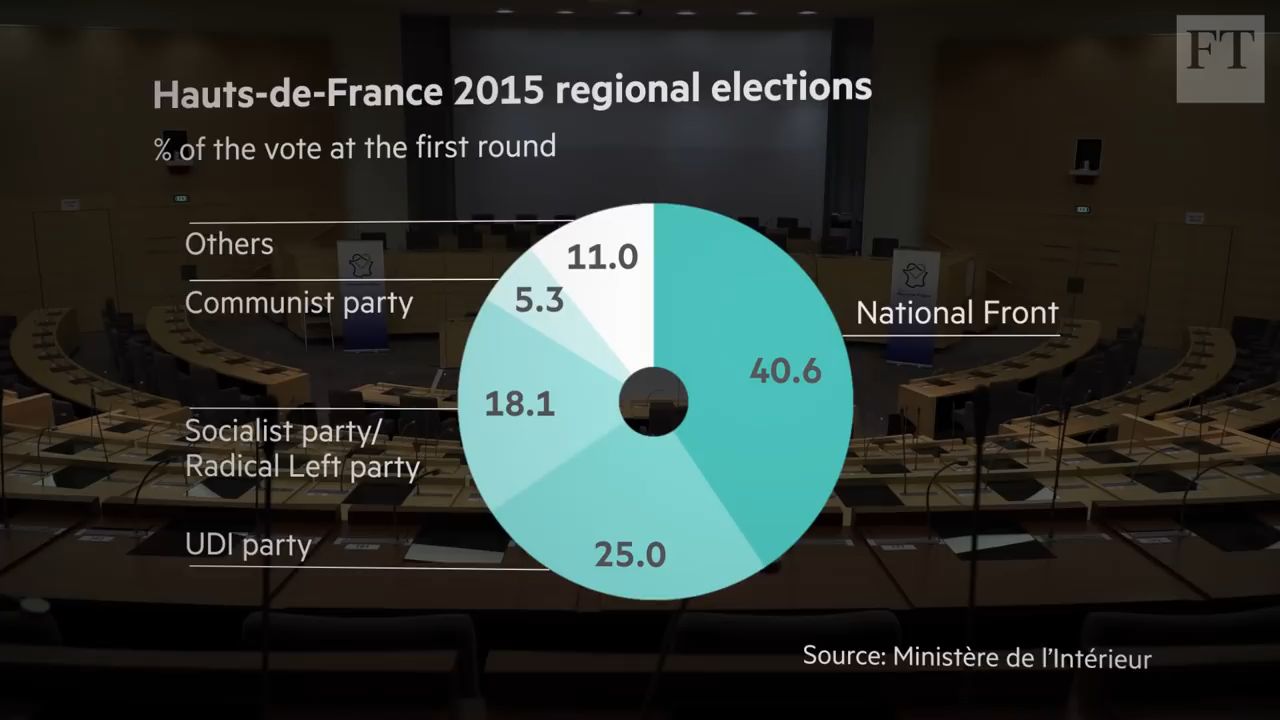 FT
Hauts-de-France 2015 regional elections
% of the vote at the first round
Others
11.0
Communist party
5.3
National Front
40.6
18.1
Socialist party/
Radical Left party
UDI party
25.0
Source: Ministère de l'Intérieur